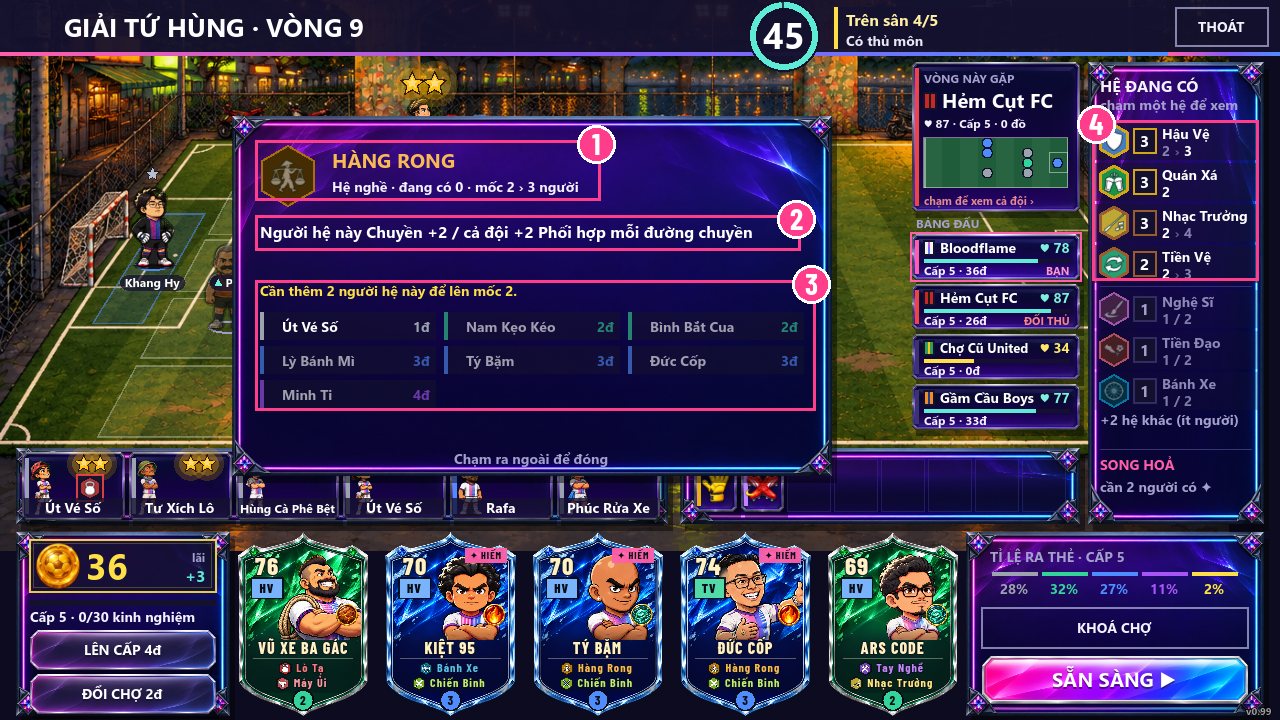 GIẢI TỨ HÙNG · VÒNG 9
45
Trên sân 4/5
Có thủ môn
THOÁT
VÒNG NÀY GẶP
Hẻm Cụt FC
♥ 87 · Cấp 5 · 0 đồ
chạm để xem cả đội ›
BẢNG ĐẤU
Bloodflame ♥ 78
Cấp 5 · 36đ BẠN
Hẻm Cụt FC ♥ 87
Cấp 5 · 26đ ĐỐI THỦ
Chợ Cũ United ♥ 34
Cấp 5 · 0đ
Gầm Cầu Boys ♥ 77
Cấp 5 · 33đ
HỆ ĐANG CÓ
chạm một hệ để xem
4
3 Hậu Vệ
2 › 3
3 Quán Xá
2
3 Nhạc Trưởng
2 › 4
2 Tiền Vệ
2 › 3
1 Nghệ Sĩ
1 / 2
1 Tiền Đạo
1 / 2
1 Bánh Xe
1 / 2
+2 hệ khác (ít người)
SONG HOẢ
cần 2 người có ✦
Khang Hy
1
HÀNG RONG
Hệ nghề · đang có 0 · mốc 2 › 3 người
2
Người hệ này Chuyền +2 / cả đội +2 Phối hợp mỗi đường chuyền
3
Cần thêm 2 người hệ này để lên mốc 2.
Út Vé Số 1đ Nam Kẹo Kéo 2đ Bình Bắt Cua 2đ
Lỳ Bánh Mì 3đ Tý Bặm 3đ Đức Cốp 3đ
Minh Ti 4đ
Chạm ra ngoài để đóng
Út Vé Số
Tư Xích Lô
Hùng Cà Phê Bệt
Út Vé Số
Rafa
Phúc Rửa Xe
36
lãi
+3
Cấp 5 · 0/30 kinh nghiệm
LÊN CẤP 4đ
ĐỔI CHỢ 2đ
76
HV
VŨ XE BA GÁC
Lò Ta
Máy Ủi
2
✦ HIẾM
70
HV
KIỆT 95
Bánh Xe
Chiến Binh
3
✦ HIẾM
70
HV
TÝ BẶM
Hàng Rong
Chiến Binh
3
✦ HIẾM
74
TV
ĐỨC CỐP
Hàng Rong
Chiến Binh
3
69
HV
ARS CODE
Tay Nghề
Nhạc Trưởng
2
TỈ LỆ RA THẺ · CẤP 5
28% 32% 27% 11% 2%
KHOÁ CHỢ
SẴN SÀNG ▶
v0.99